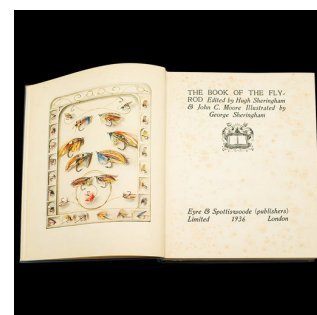 THE BOOK OF THE FLY-
ROD Edited by Hugh Sheringham
& John C. Moore Illustrated by
George Sheringham
Eyre & Spottiswoode (publishers)
Limited 1936 London